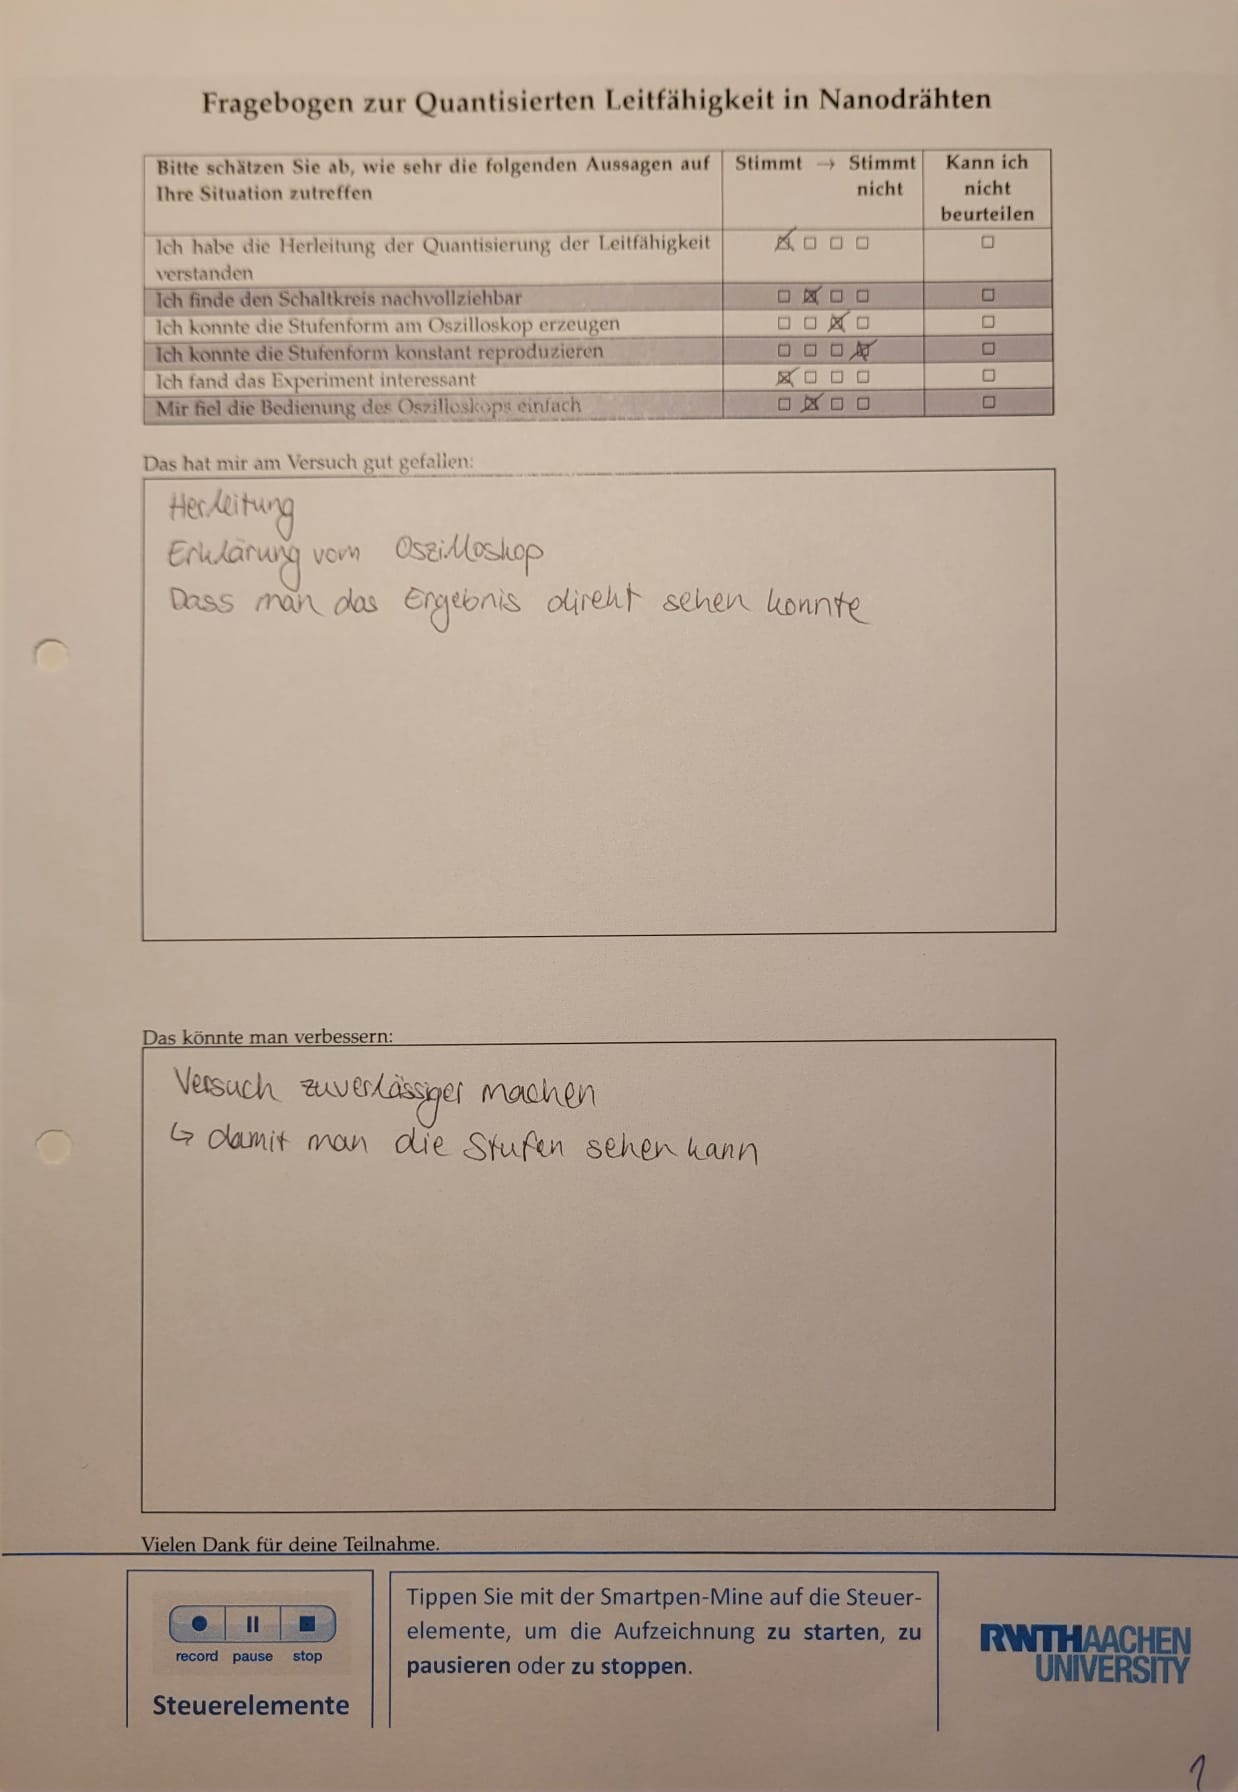 Fragebogen zur Quantisierten Leitfähigkeit in Nanodrähten
Bitte schätzen Sie ab, wie sehr die folgenden Aussagen auf
Ihre Situation zutreffen
Stimmt → Stimmt
nicht
Kann ich
nicht
beurteilen
Ich habe die Herleitung der Quantisierung der Leitfähigkeit
verstanden
Ich finde den Schaltkreis nachvollziehbar
Ich konnte die Stufenform am Oszilloskop erzeugen
Ich konnte die Stufenform konstant reproduzieren
Ich fand das Experiment interessant
Mir fiel die Bedienung des Oszilloskops einfach
Das hat mir am Versuch gut gefallen:
Herleitung
Erklärung vom Oszilloskop
Dass man das Ergebnis direkt sehen konnte
Das könnte man verbessern:
Versuch zuverlässiger machen
↳ damit man die Stufen sehen kann
Vielen Dank für deine Teilnahme.
record pause stop
Steuerelemente
Tippen Sie mit der Smartpen-Mine auf die Steuer-
elemente, um die Aufzeichnung zu starten, zu
pausieren oder zu stoppen.
RWTHAACHEN
UNIVERSITY
1